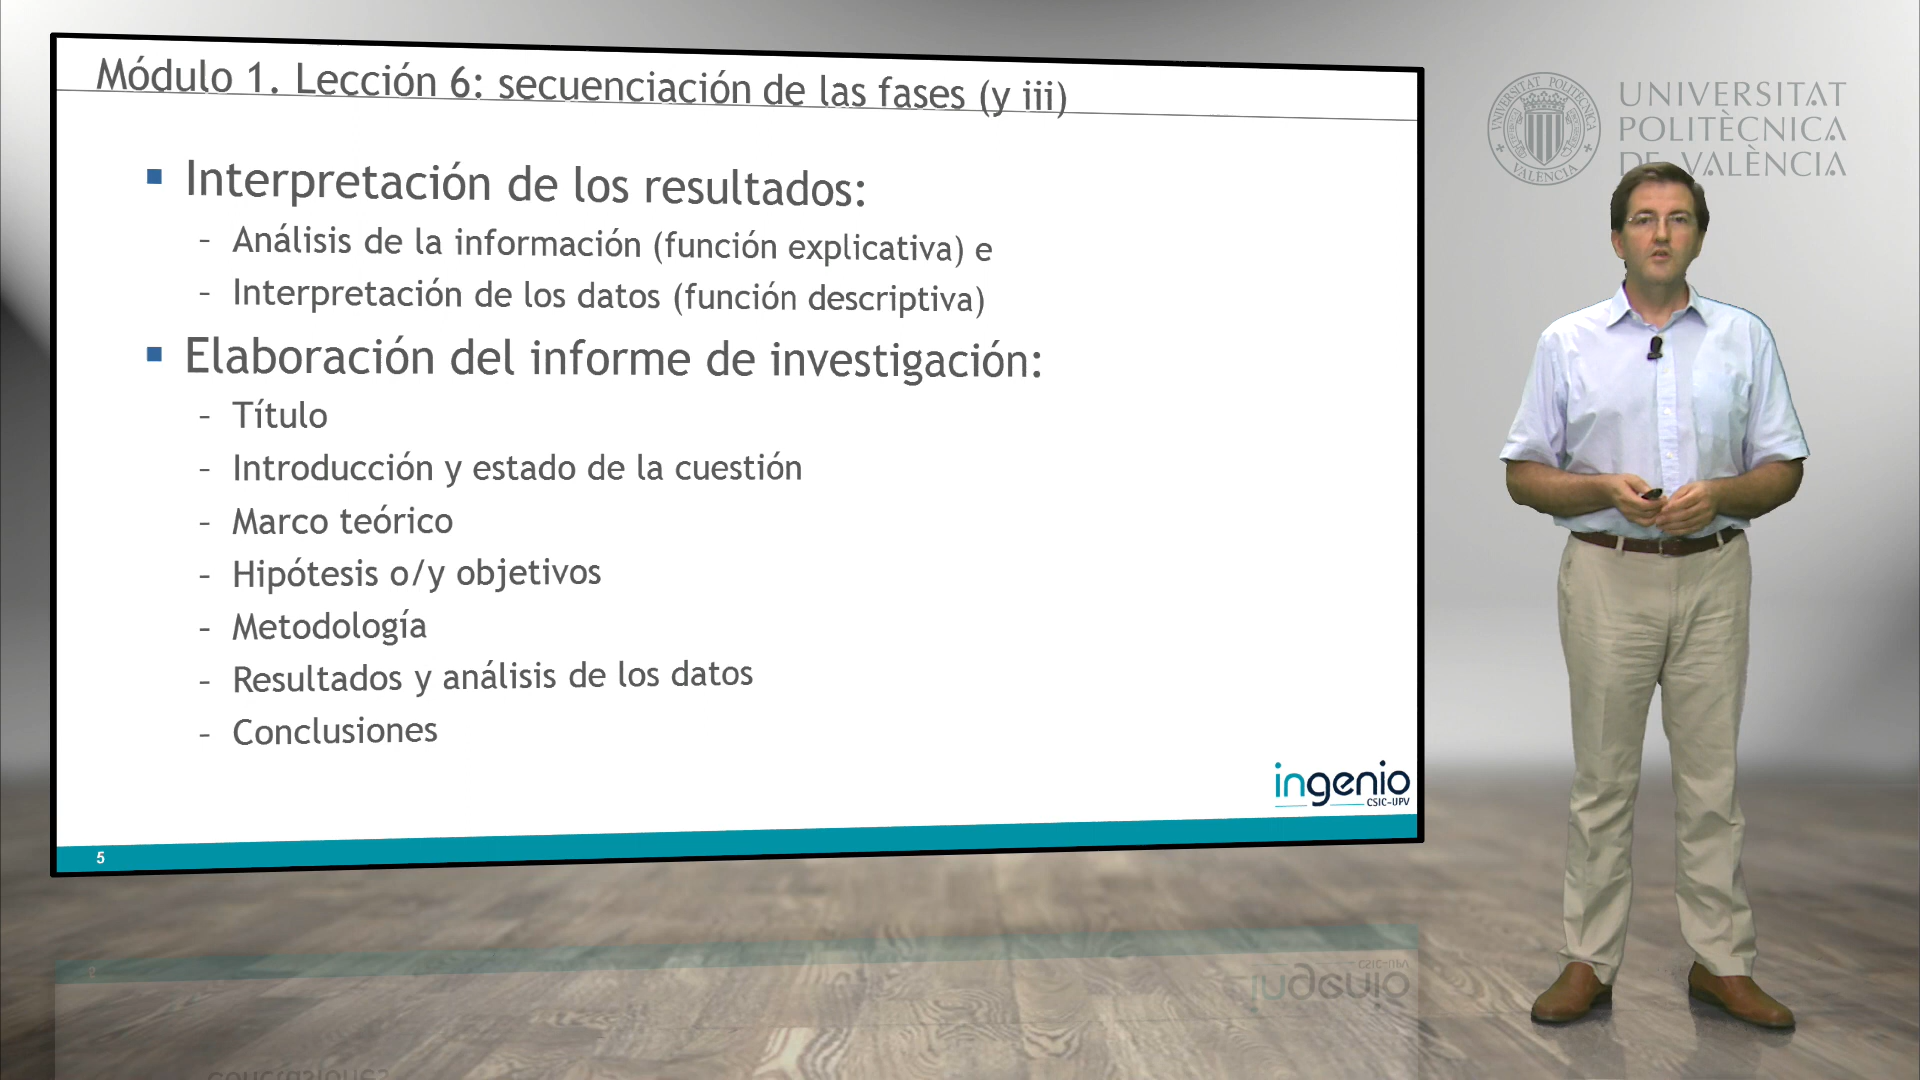 Módulo 1. Lección 6: secuenciación de las fases (y iii)
Interpretación de los resultados:
– Análisis de la información (función explicativa) e
– Interpretación de los datos (función descriptiva)
Elaboración del informe de investigación:
– Título
– Introducción y estado de la cuestión
– Marco teórico
– Hipótesis o/y objetivos
– Metodología
– Resultados y análisis de los datos
– Conclusiones
ingenio
CSIC-UPV
5
UNIVERSITAT
POLITÈCNICA
DE VALÈNCIA